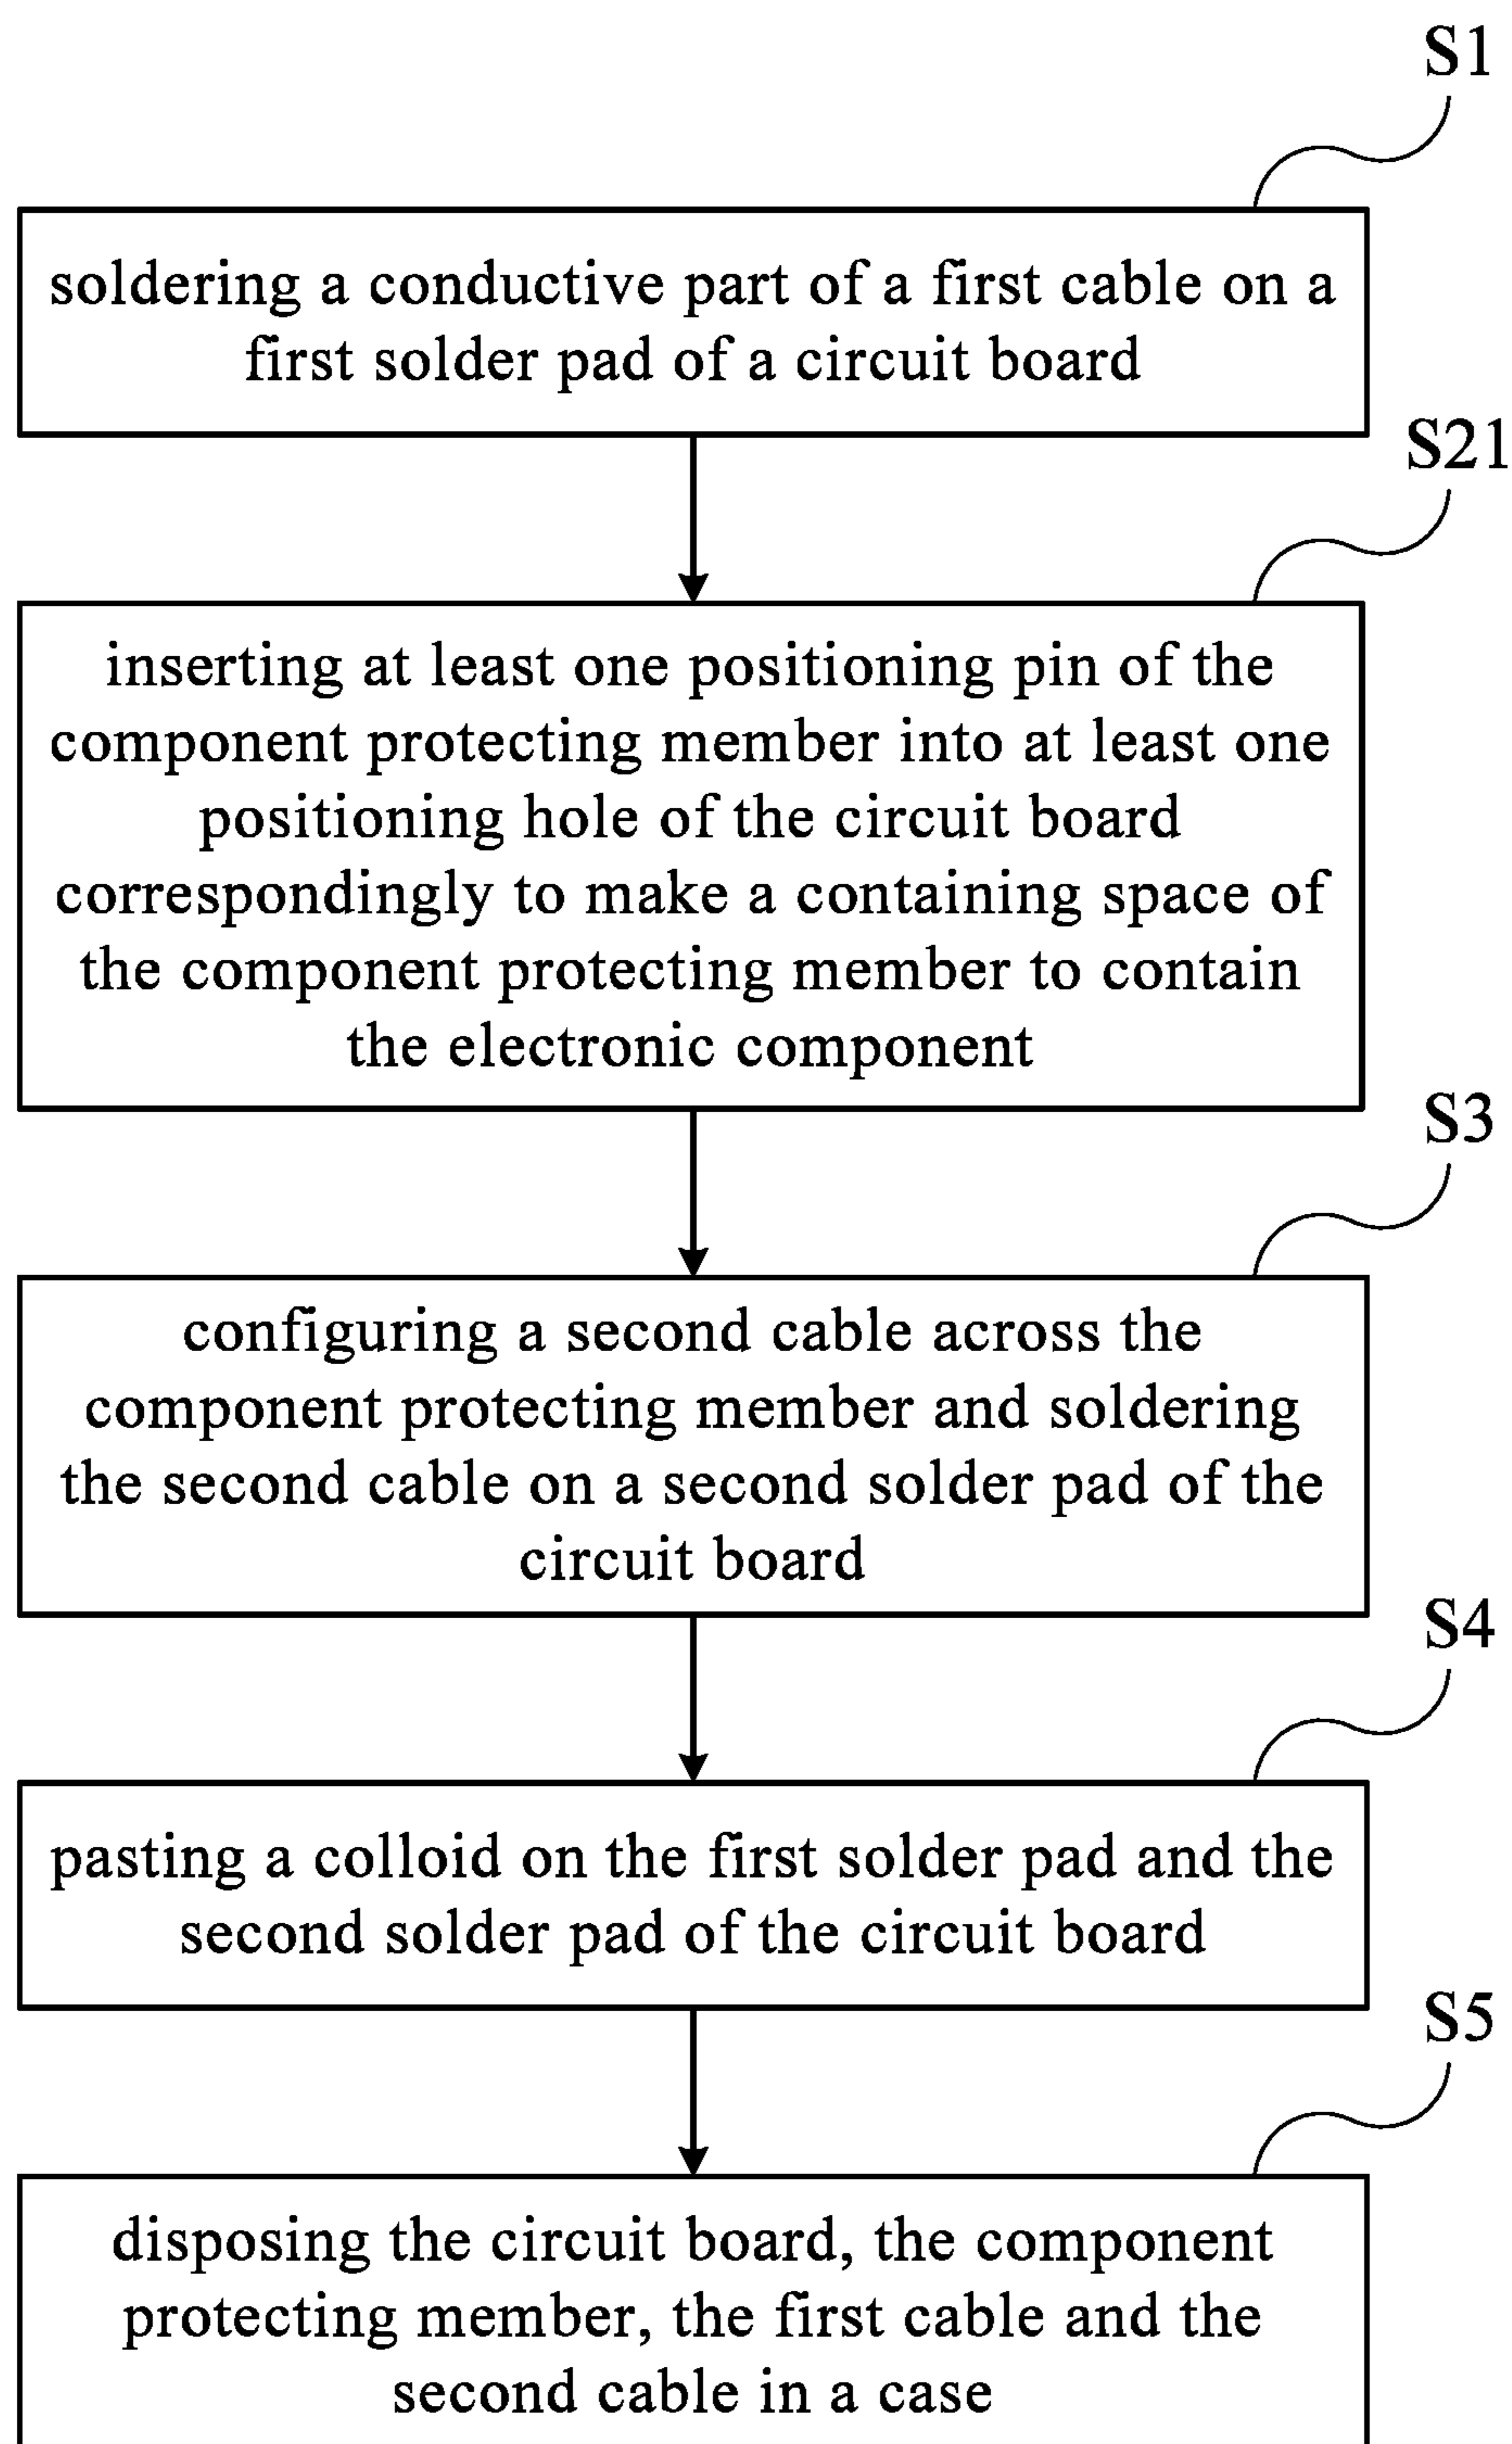 S1
soldering a conductive part of a first cable on a
first solder pad of a circuit board
S21
inserting at least one positioning pin of the
component protecting member into at least one
positioning hole of the circuit board
correspondingly to make a containing space of
the component protecting member to contain
the electronic component
S3
configuring a second cable across the
component protecting member and soldering
the second cable on a second solder pad of the
circuit board
S4
pasting a colloid on the first solder pad and the
second solder pad of the circuit board
S5
disposing the circuit board, the component
protecting member, the first cable and the
second cable in a case